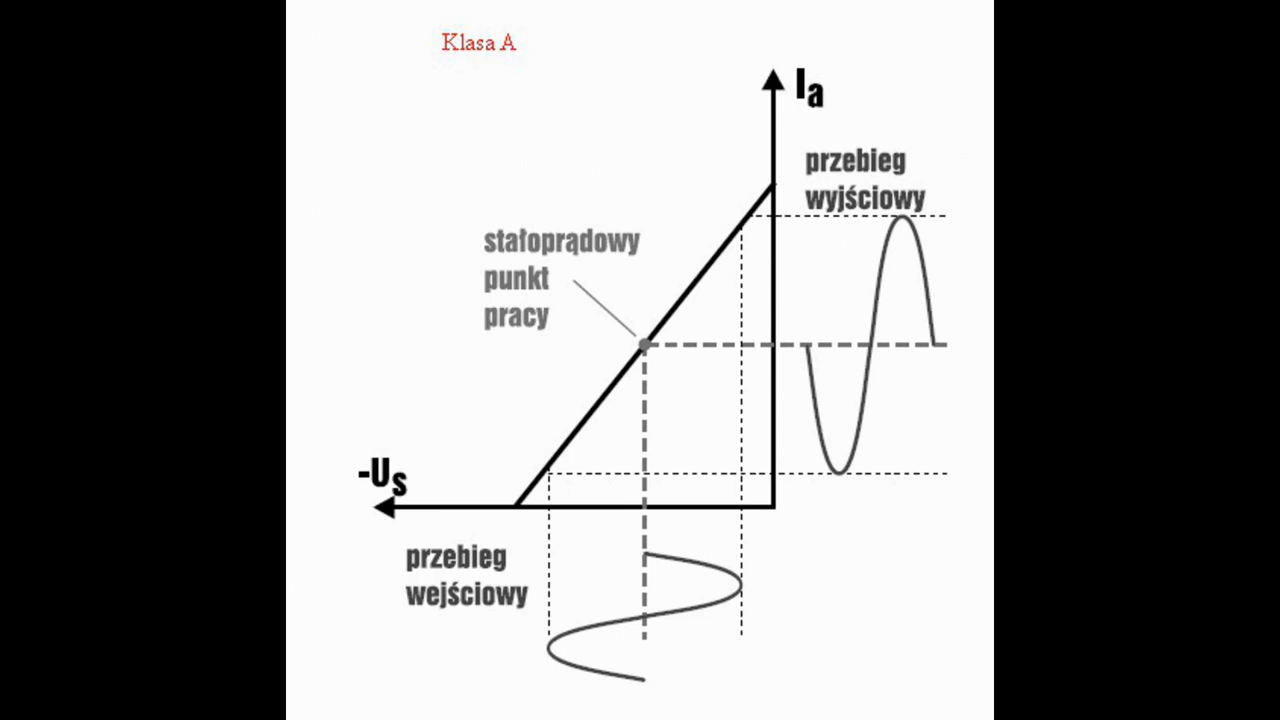 Klasa A
Ia
przebieg
wyjściowy
stałoprądowy
punkt
pracy
-Us
przebieg
wejściowy